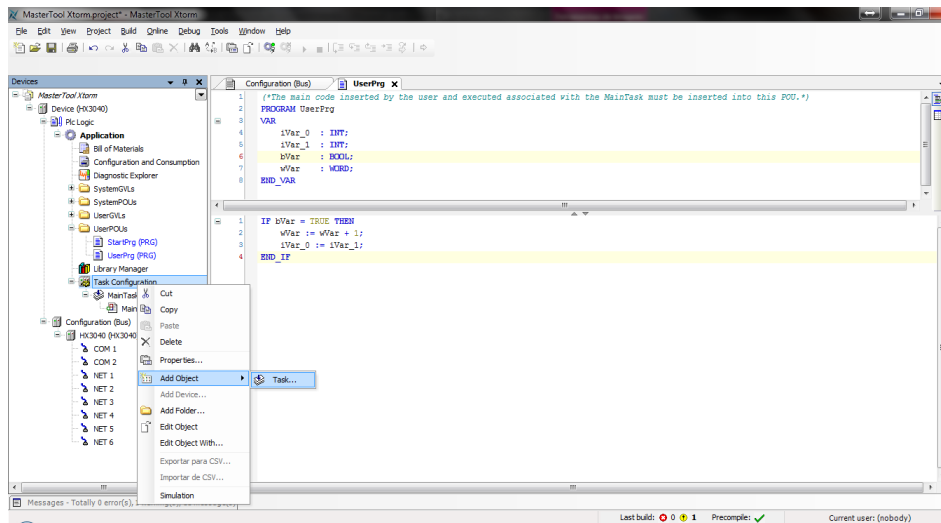 MasterTool Xtorm.project* - MasterTool Xtorm
File Edit View Project Build Online Debug Tools Window Help
Devices
MasterTool Xtorm
Device (HX3040)
Plc Logic
Application
Bill of Materials
Configuration and Consumption
Diagnostic Explorer
SystemGVLs
SystemPOUs
UserGVLs
UserPOUs
StartPrg (PRG)
UserPrg (PRG)
Library Manager
Task Configuration
MainTas
Main
Configuration (Bus)
HX3040 (HX3040
COM 1
COM 2
NET 1
NET 2
NET 3
NET 4
NET 5
NET 6
Cut
Copy
Paste
Delete
Properties...
Add Object
Add Device...
Add Folder...
Edit Object
Edit Object With...
Exportar para CSV...
Importar de CSV...
Simulation
Task...
Configuration (Bus) UserPrg X
1 (*The main code inserted by the user and executed associated with the MainTask must be inserted into this POU.*)
2 PROGRAM UserPrg
3 VAR
4 iVar_0 : INT;
5 iVar_1 : INT;
6 bVar : BOOL;
7 wVar : WORD;
8 END_VAR
1 IF bVar = TRUE THEN
2 wVar := wVar + 1;
3 iVar_0 := iVar_1;
4 END_IF
Messages - Totally 0 error(s),
Last build: 0 1 Precompile: Current user: (nobody)